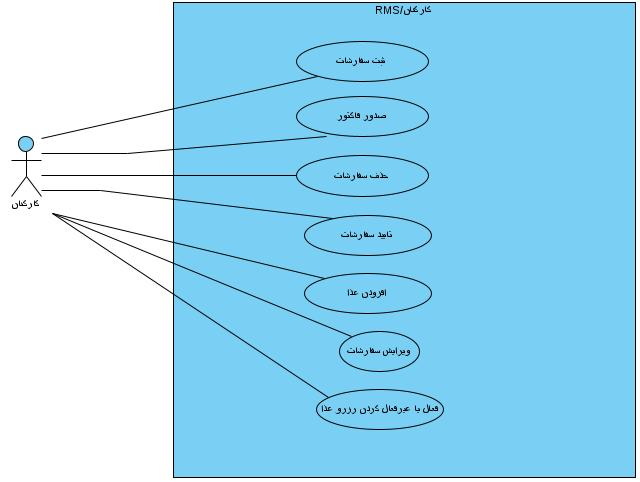 کارکنان/RMS
ثبت سفارشات
صدور فاکتور
حذف سفارشات
کارکنان
تایید سفارشات
افزودن غذا
ویرایش سفارشات
فعال یا غیرفعال کردن رزرو غذا